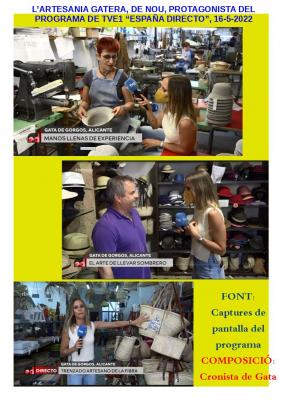 L'ARTESANIA GATERA, DE NOU, PROTAGONISTA DEL
PROGRAMA DE TVE1 "ESPAÑA DIRECTO", 16-5-2022
GATA DE GORGOS, ALICANTE
MANOS LLENAS DE EXPERIENCIA
GATA DE GORGOS, ALICANTE
EL ARTE DE LLEVAR SOMBRERO
DIRECTO
GATA DE GORGOS, ALICANTE
TRENZADO ARTESANO DE LA FIBRA
FONT:
Captures de
pantalla del
programa
COMPOSICIÓ:
Cronista de Gata